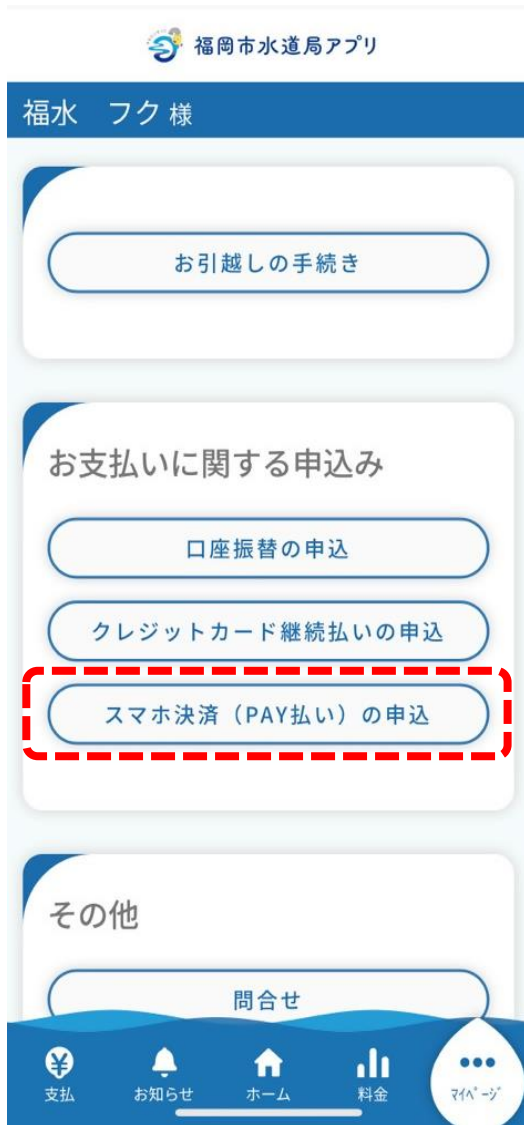 福岡市水道局アプリ
福水　フク 様
お引越しの手続き
お支払いに関する申込み
口座振替の申込
クレジットカード継続払いの申込
スマホ決済（PAY払い）の申込
その他
問合せ
支払 お知らせ ホーム 料金 ﾏｲﾍﾟｰｼﾞ